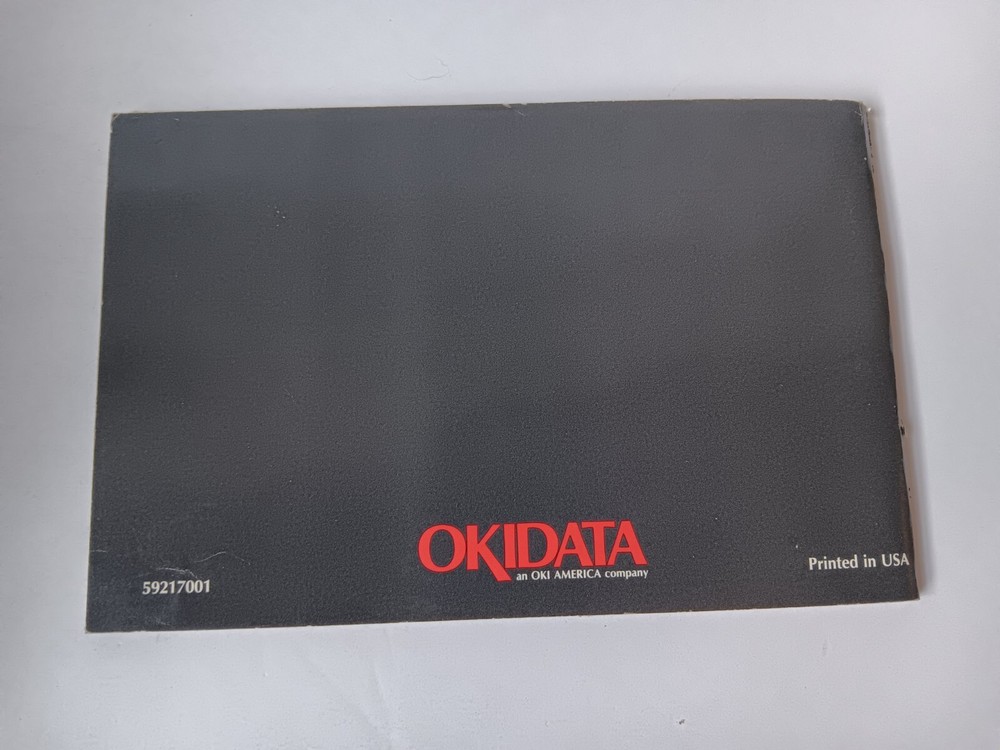 OKIDATA
an OKI AMERICA company
59217001
Printed in USA